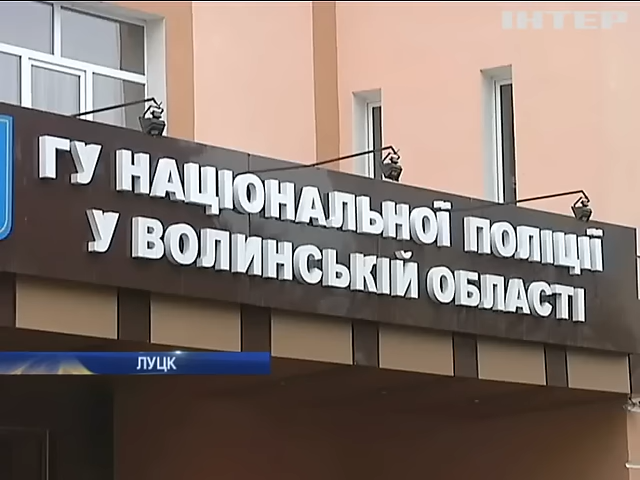 ІНТЕР
ГУ НАЦІОНАЛЬНОЇ ПОЛІЦІЇ
У ВОЛИНСЬКІЙ ОБЛАСТІ
ЛУЦК